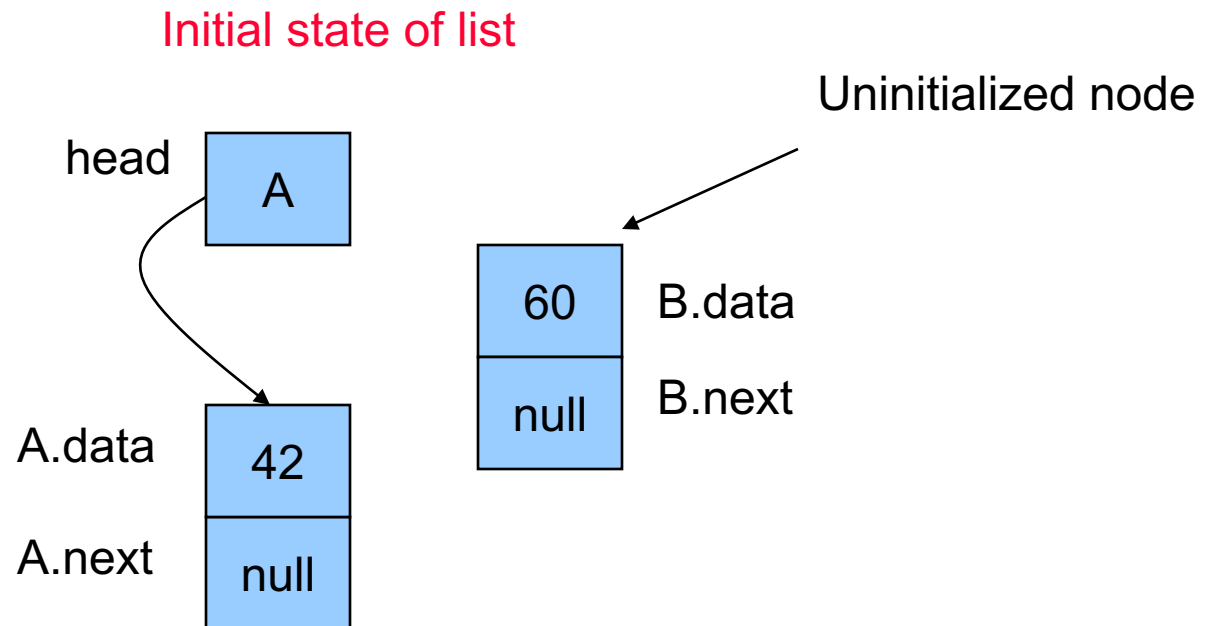 Initial state of list
Uninitialized node
head
A
60
B.data
null
B.next
A.data
42
A.next
null